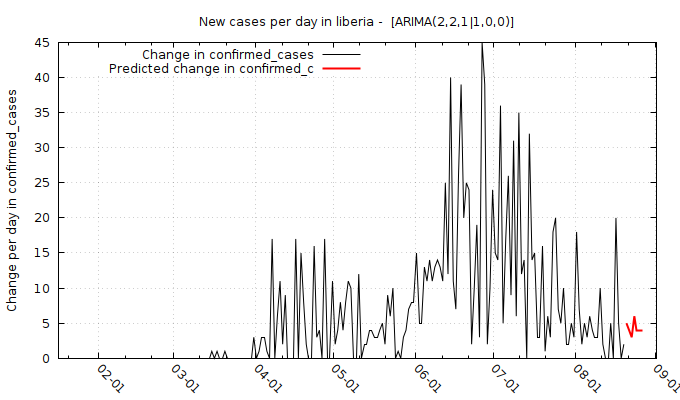 New cases per day in liberia -  [ARIMA(2,2,1|1,0,0)]
Change in confirmed_cases
Predicted change in confirmed_c
Change per day in confirmed_cases
45
40
35
30
25
20
15
10
5
0
02-01 03-01 04-01 05-01 06-01 07-01 08-01 09-01